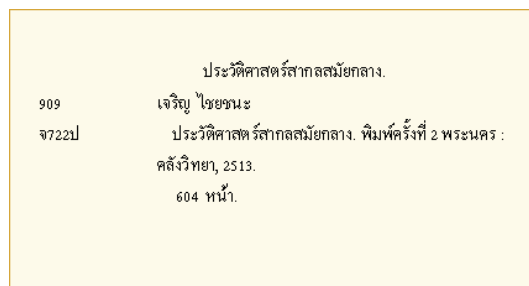 ประวัติศาสตร์สากลสมัยกลาง.
909 เจริญ ไชยชนะ
จ722ป ประวัติศาสตร์สากลสมัยกลาง. พิมพ์ครั้งที่ 2 พระนคร :
คลังวิทยา, 2513.
604 หน้า.